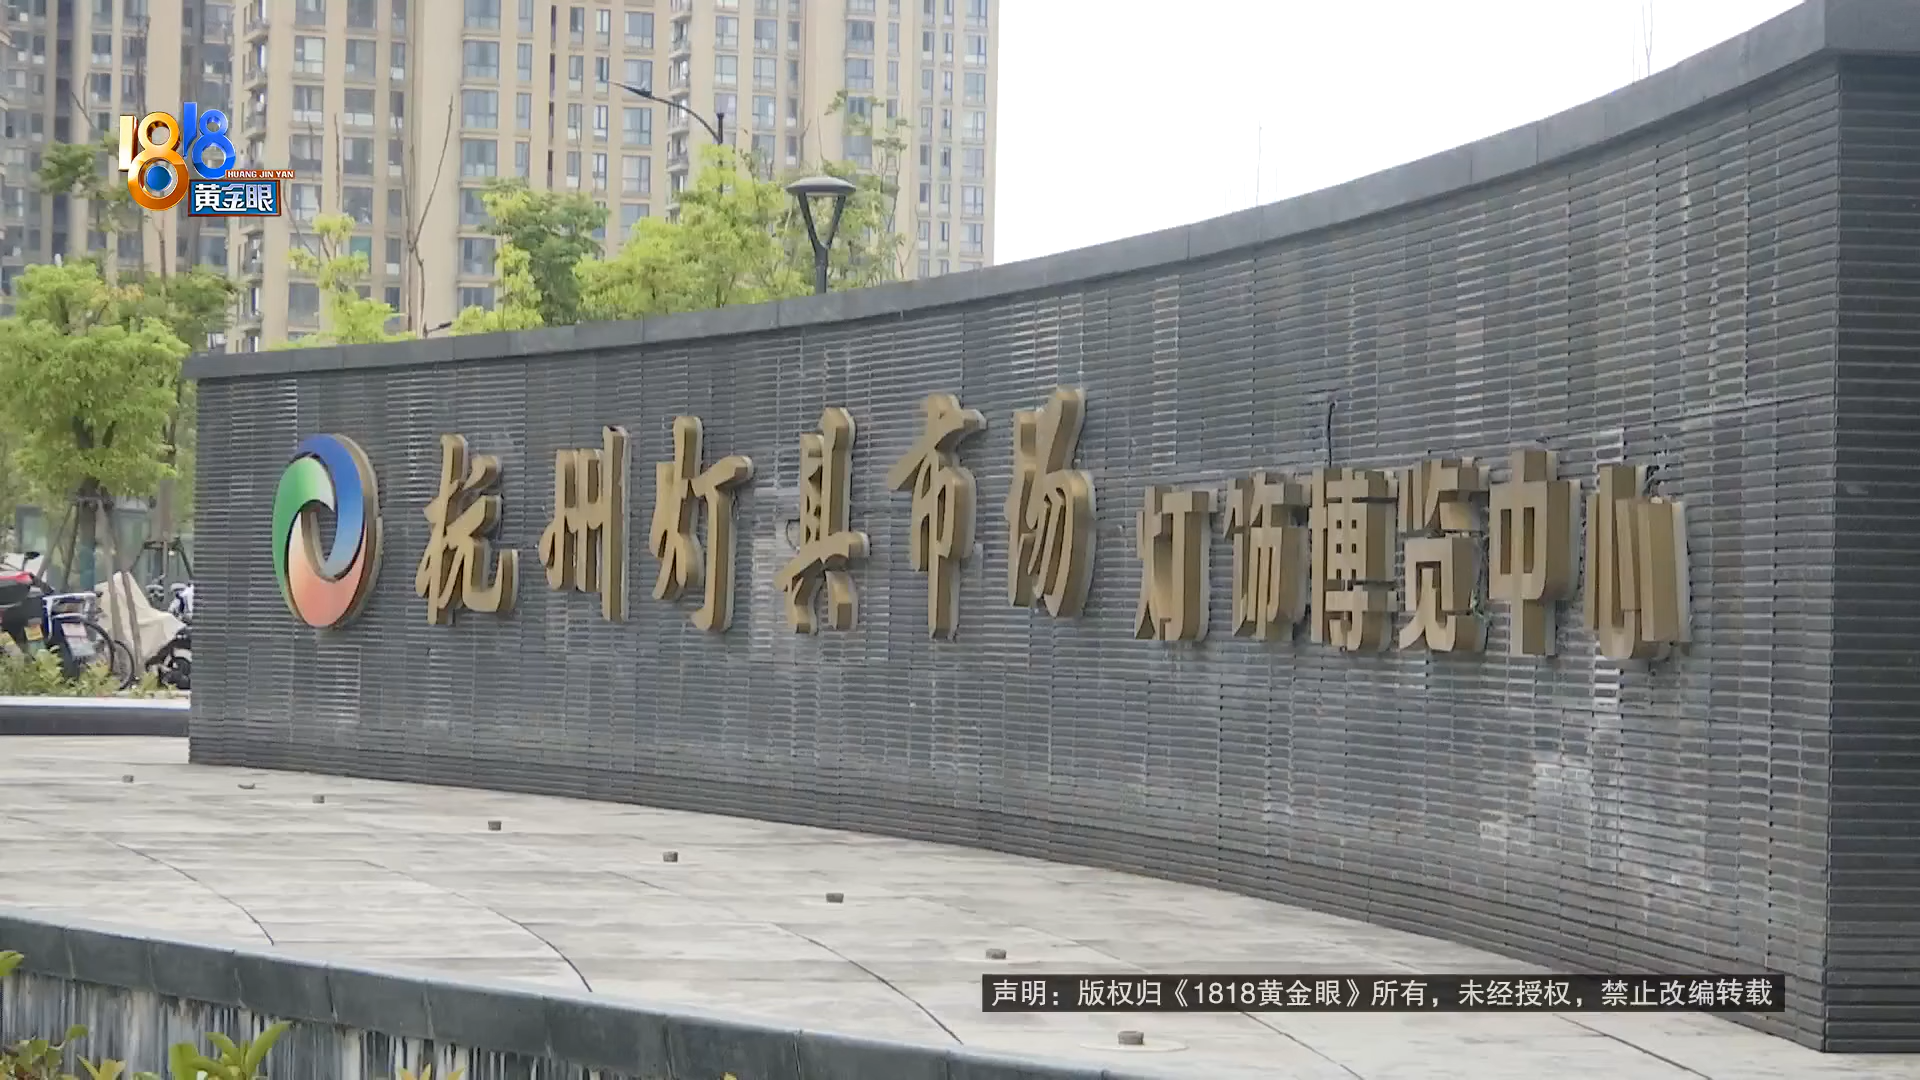 1818
HUANG JIN YAN
黄金眼
杭州灯具市场 灯饰博览中心
声明：版权归《1818黄金眼》所有，未经授权，禁止改编转载